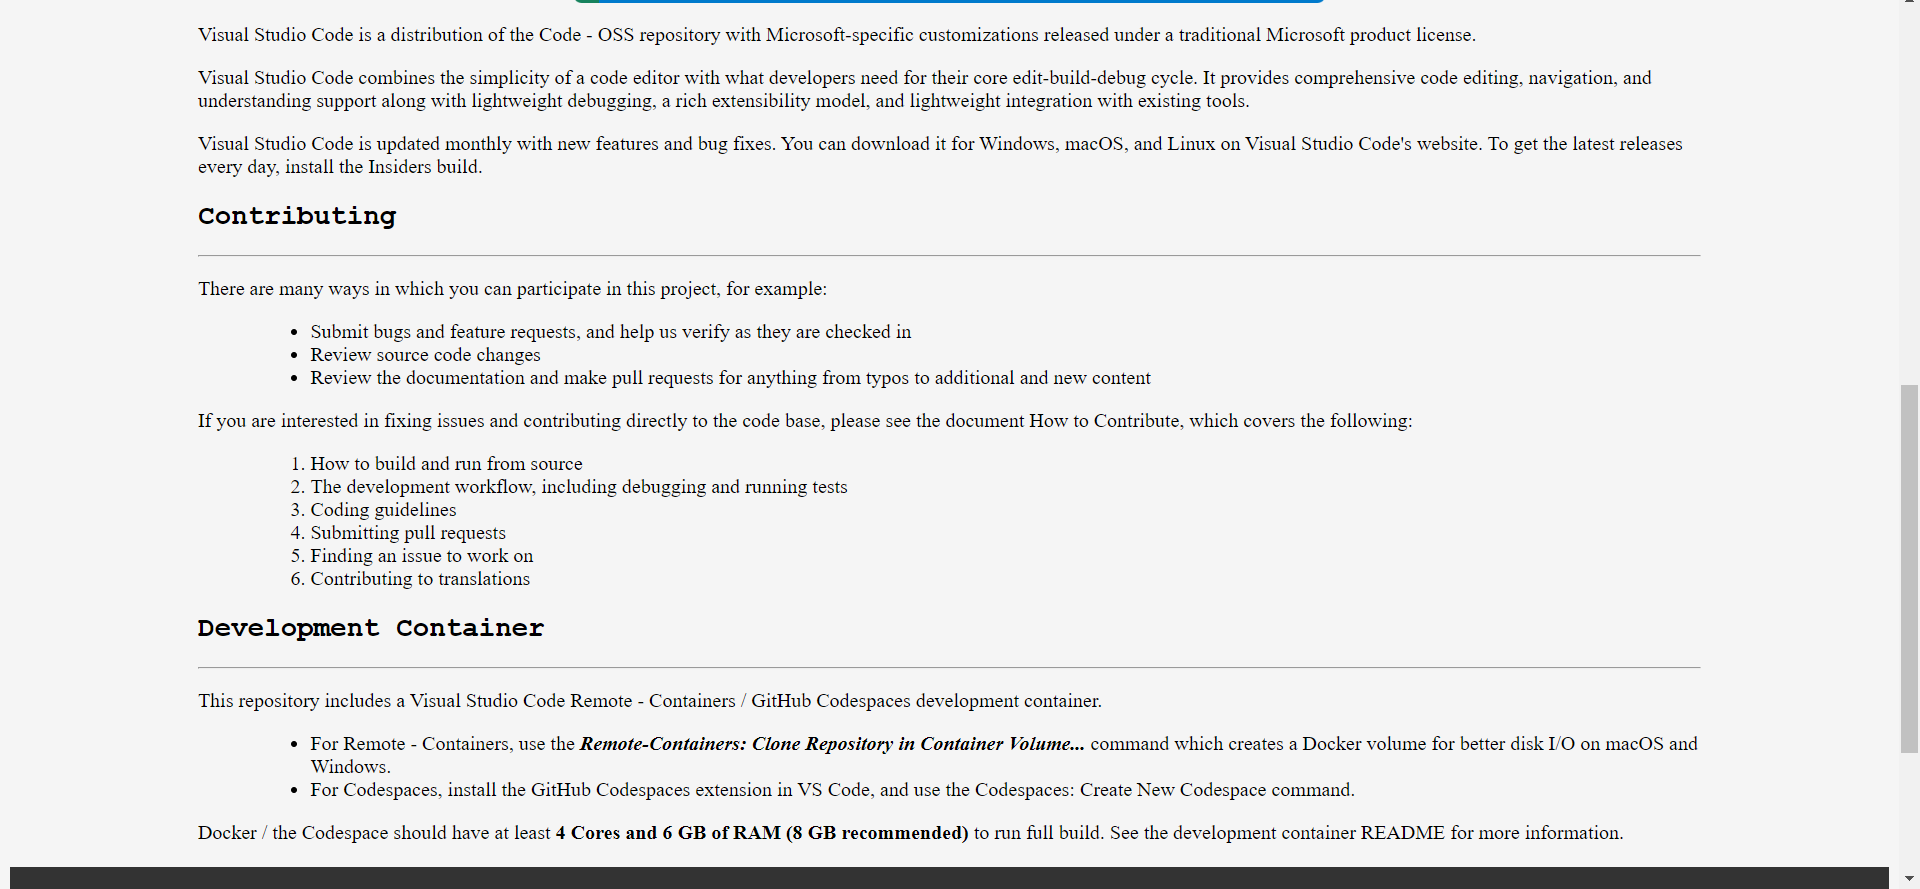 Visual Studio Code is a distribution of the Code - OSS repository with Microsoft-specific customizations released under a traditional Microsoft product license.
Visual Studio Code combines the simplicity of a code editor with what developers need for their core edit-build-debug cycle. It provides comprehensive code editing, navigation, and
understanding support along with lightweight debugging, a rich extensibility model, and lightweight integration with existing tools.
Visual Studio Code is updated monthly with new features and bug fixes. You can download it for Windows, macOS, and Linux on Visual Studio Code's website. To get the latest releases
every day, install the Insiders build.
Contributing
There are many ways in which you can participate in this project, for example:
• Submit bugs and feature requests, and help us verify as they are checked in
• Review source code changes
• Review the documentation and make pull requests for anything from typos to additional and new content
If you are interested in fixing issues and contributing directly to the code base, please see the document How to Contribute, which covers the following:
1. How to build and run from source
2. The development workflow, including debugging and running tests
3. Coding guidelines
4. Submitting pull requests
5. Finding an issue to work on
6. Contributing to translations
Development Container
This repository includes a Visual Studio Code Remote - Containers / GitHub Codespaces development container.
• For Remote - Containers, use the Remote-Containers: Clone Repository in Container Volume... command which creates a Docker volume for better disk I/O on macOS and
Windows.
• For Codespaces, install the GitHub Codespaces extension in VS Code, and use the Codespaces: Create New Codespace command.
Docker / the Codespace should have at least 4 Cores and 6 GB of RAM (8 GB recommended) to run full build. See the development container README for more information.